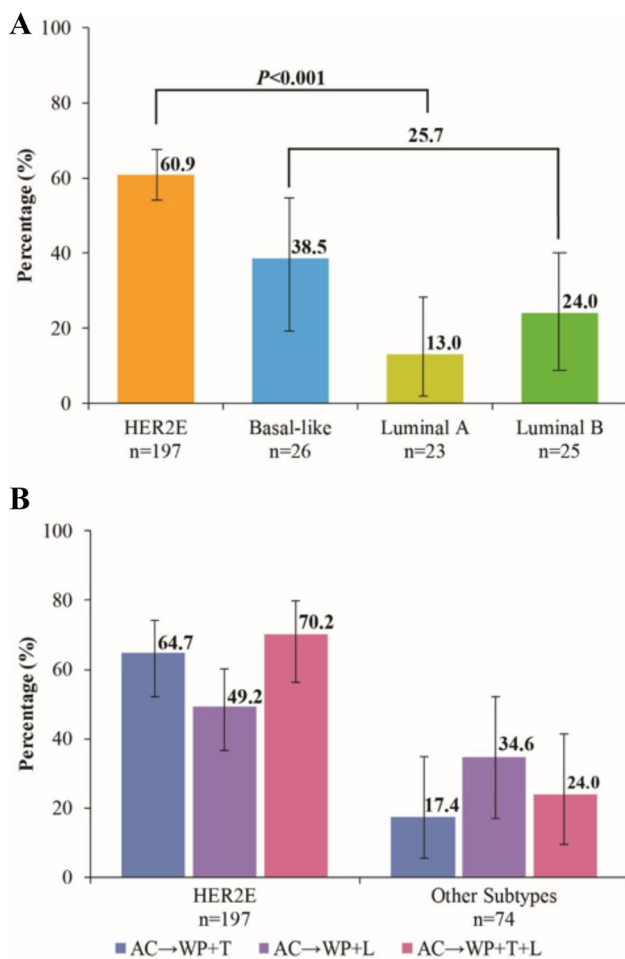 A
100
P<0.001
80
25.7
60.9
60
Percentage (%)
38.5
40
24.0
13.0
20
0
HER2E Basal-like Luminal A Luminal B
n=197 n=26 n=23 n=25
B
100
80
70.2
64.7
60
49.2
Percentage (%)
40
34.6
24.0
17.4
20
0
HER2E Other Subtypes
n=197 n=74
AC→WP+T AC→WP+L AC→WP+T+L